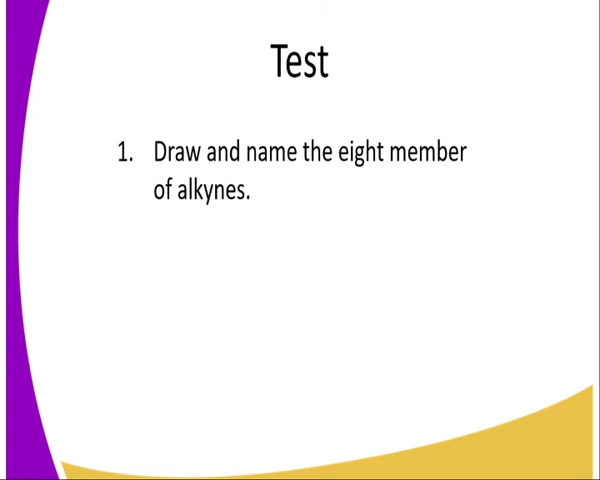 Test
1. Draw and name the eight member
of alkynes.